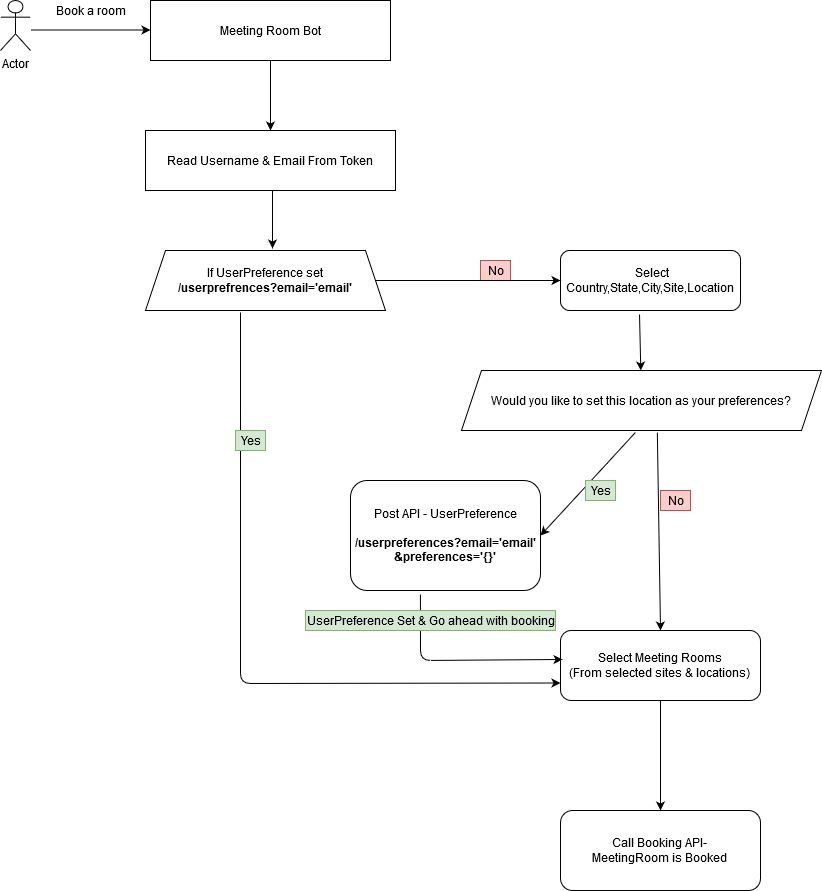 Book a room
Meeting Room Bot
Actor
Read Username & Email From Token
If UserPreference set
/userprefrences?email='email'
No
Select
Country,State,City,Site,Location
Would you like to set this location as your preferences?
Yes
Yes
No
Post API - UserPreference
/userpreferences?email='email'
&preferences='{}'
UserPreference Set & Go ahead with booking
Select Meeting Rooms
(From selected sites & locations)
Call Booking API-
MeetingRoom is Booked